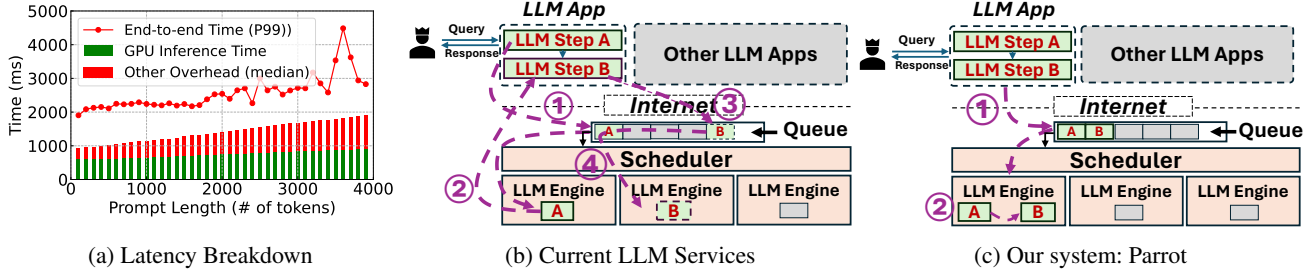 5000
4000
3000
2000
1000
0
Time (ms)
End-to-end Time (P99))
GPU Inference Time
Other Overhead (median)
0 1000 2000 3000 4000
Prompt Length (# of tokens)
(a) Latency Breakdown
LLM App
Query
Response
LLM Step A
LLM Step B
Other LLM Apps
① Internet ③
A B Queue
④ Scheduler
②
LLM Engine LLM Engine LLM Engine
A B
(b) Current LLM Services
LLM App
Query
Response
LLM Step A
LLM Step B
Other LLM Apps
① Internet
A B Queue
Scheduler
LLM Engine LLM Engine LLM Engine
② A B
(c) Our system: Parrot